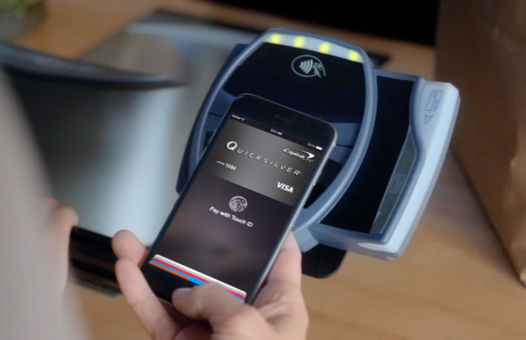 Capital One
QUICKSILVER
1234
VISA
Pay with Touch ID